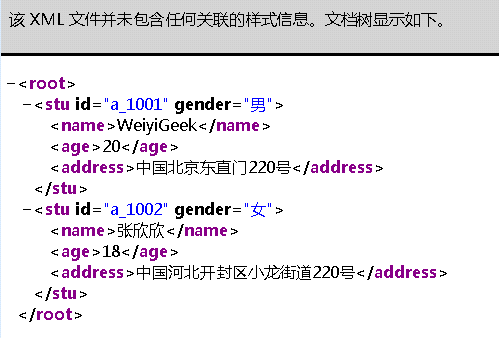 该 XML 文件并未包含任何关联的样式信息。文档树显示如下。
−<root>
−<stu id="a_1001" gender="男">
<name>WeiyiGeek</name>
<age>20</age>
<address>中国北京东直门220号</address>
</stu>
−<stu id="a_1002" gender="女">
<name>张欣欣</name>
<age>18</age>
<address>中国河北开封区小龙街道220号</address>
</stu>
</root>